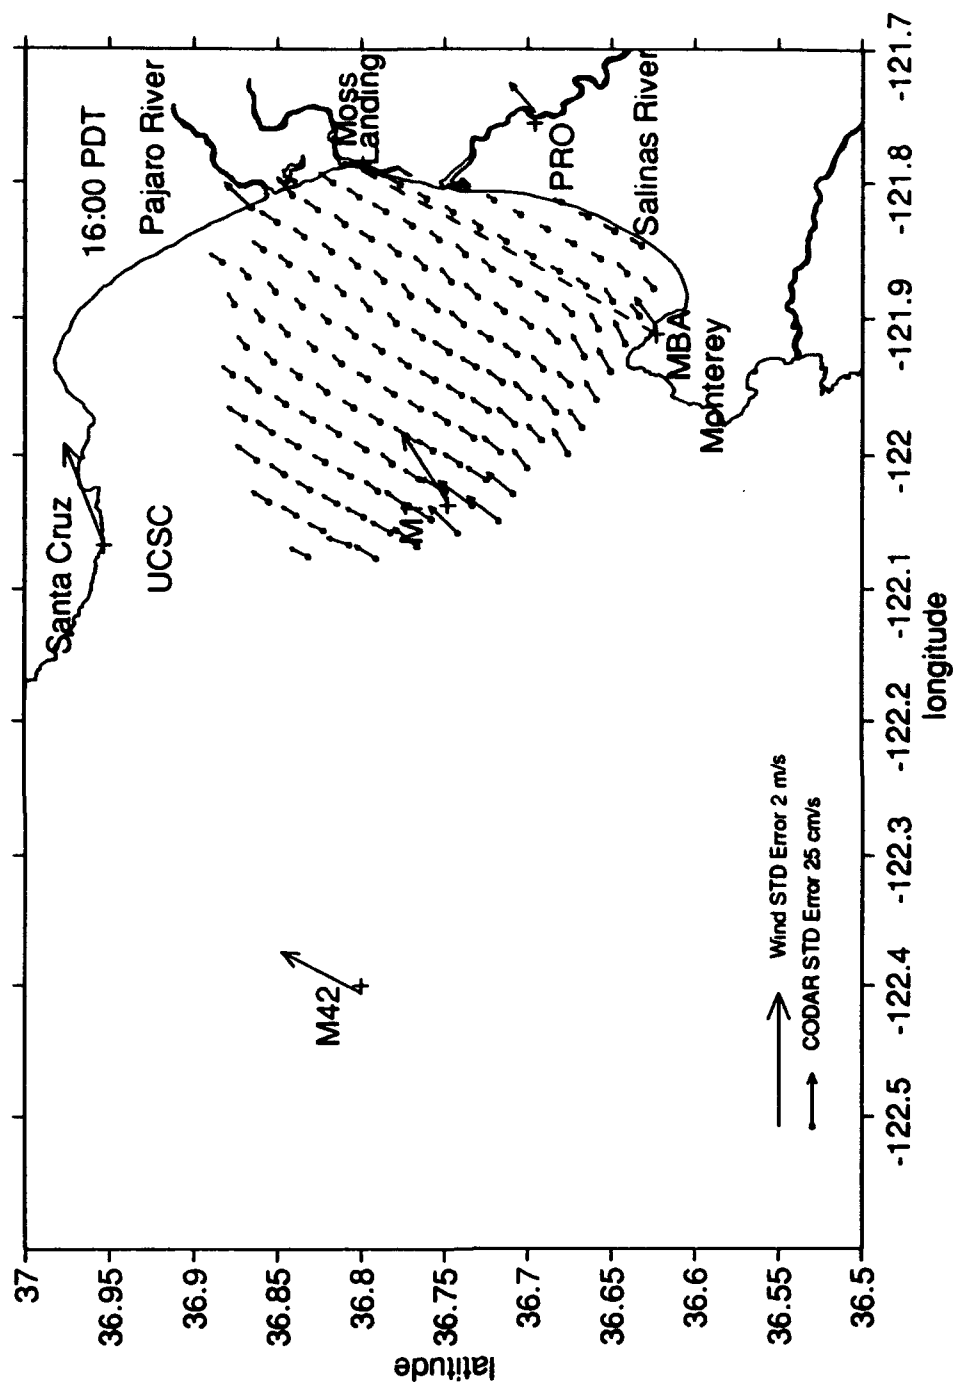 16:00 PDT
Santa Cruz
UCSC
Pajaro River
Moss
Landing
M1
M42
PRO
Salinas River
MBA
Monterey
Wind STD Error 2 m/s
CODAR STD Error 25 cm/s
latitude
37
36.95
36.9
36.85
36.8
36.75
36.7
36.65
36.6
36.55
36.5
-122.5
-122.4
-122.3
-122.2
-122.1
-122
-121.9
-121.8
-121.7
longitude